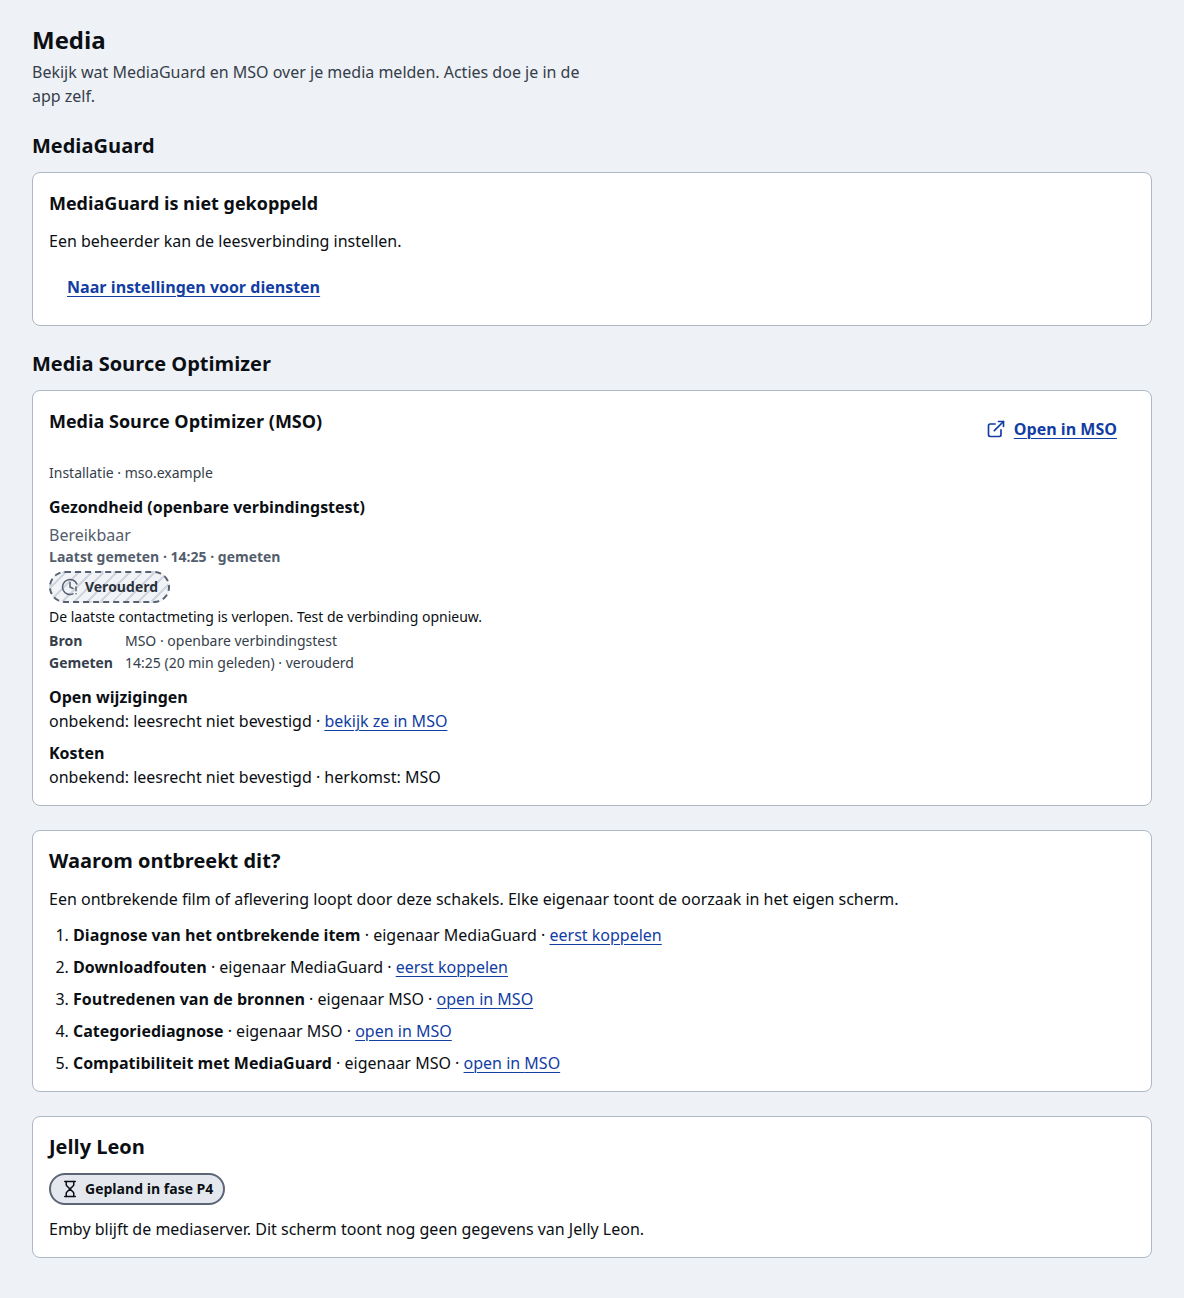 Media
Bekijk wat MediaGuard en MSO over je media melden. Acties doe je in de
app zelf.
MediaGuard
MediaGuard is niet gekoppeld
Een beheerder kan de leesverbinding instellen.
Naar instellingen voor diensten
Media Source Optimizer
Media Source Optimizer (MSO)
Open in MSO
Installatie · mso.example
Gezondheid (openbare verbindingstest)
Bereikbaar
Laatst gemeten · 14:25 · gemeten
Verouderd
De laatste contactmeting is verlopen. Test de verbinding opnieuw.
Bron MSO · openbare verbindingstest
Gemeten 14:25 (20 min geleden) · verouderd
Open wijzigingen
onbekend: leesrecht niet bevestigd · bekijk ze in MSO
Kosten
onbekend: leesrecht niet bevestigd · herkomst: MSO
Waarom ontbreekt dit?
Een ontbrekende film of aflevering loopt door deze schakels. Elke eigenaar toont de oorzaak in het eigen scherm.
1. Diagnose van het ontbrekende item · eigenaar MediaGuard · eerst koppelen
2. Downloadfouten · eigenaar MediaGuard · eerst koppelen
3. Foutredenen van de bronnen · eigenaar MSO · open in MSO
4. Categoriediagnose · eigenaar MSO · open in MSO
5. Compatibiliteit met MediaGuard · eigenaar MSO · open in MSO
Jelly Leon
Gepland in fase P4
Emby blijft de mediaserver. Dit scherm toont nog geen gegevens van Jelly Leon.